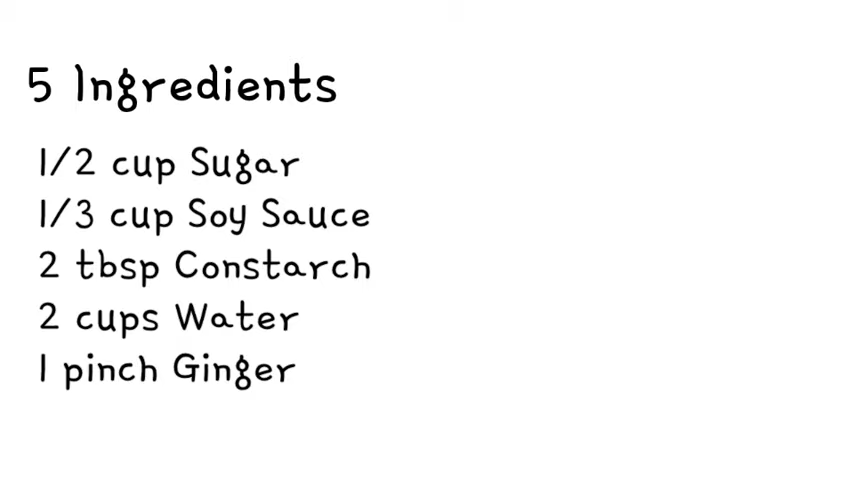 5 Ingredients
1/2 cup Sugar
1/3 cup Soy Sauce
2 tbsp Constarch
2 cups Water
1 pinch Ginger